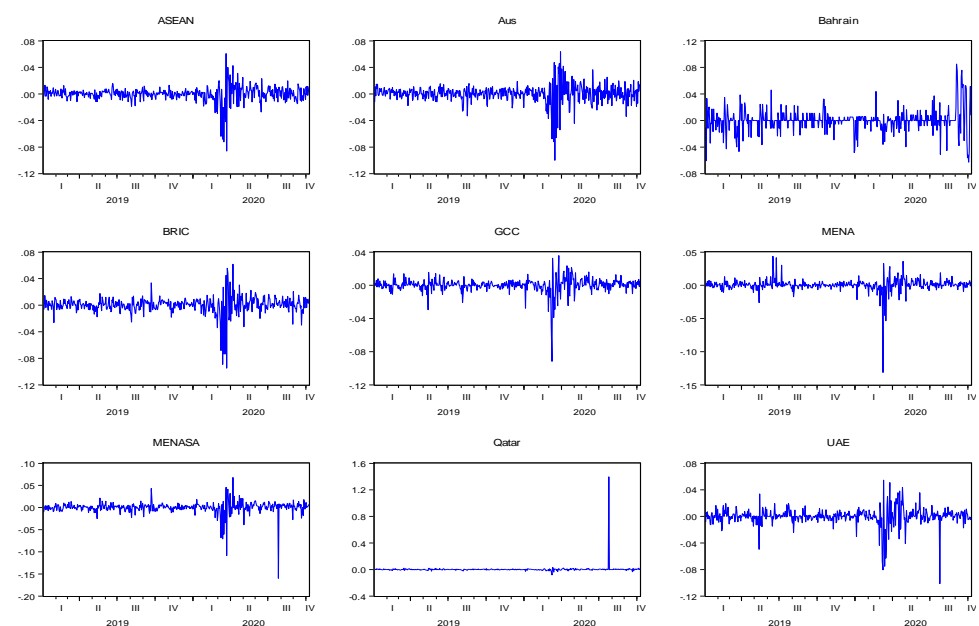 ASEAN Aus Bahrain
.08 .08 .12
.04 .04 .08
.00 .00 .04
-.04 -.04 .00
-.08 -.08 -.04
-.12 -.12 -.08
I II III IV I II III IV I II III IV I II III IV I II III IV I II III IV
2019 2020 2019 2020 2019 2020
BRIC GCC MENA
.08 .04 .05
.04 .00 .00
.00 -.04 -.05
-.04 -.08 -.10
-.08 -.12 -.15
-.12
I II III IV I II III IV I II III IV I II III IV I II III IV I II III IV
2019 2020 2019 2020 2019 2020
MENASA Qatar UAE
.10 1.6 .08
.05 1.2 .04
.00 0.8 .00
-.05 0.4 -.04
-.10 0.0 -.08
-.15 -0.4 -.12
-.20
I II III IV I II III IV I II III IV I II III IV I II III IV I II III IV
2019 2020 2019 2020 2019 2020